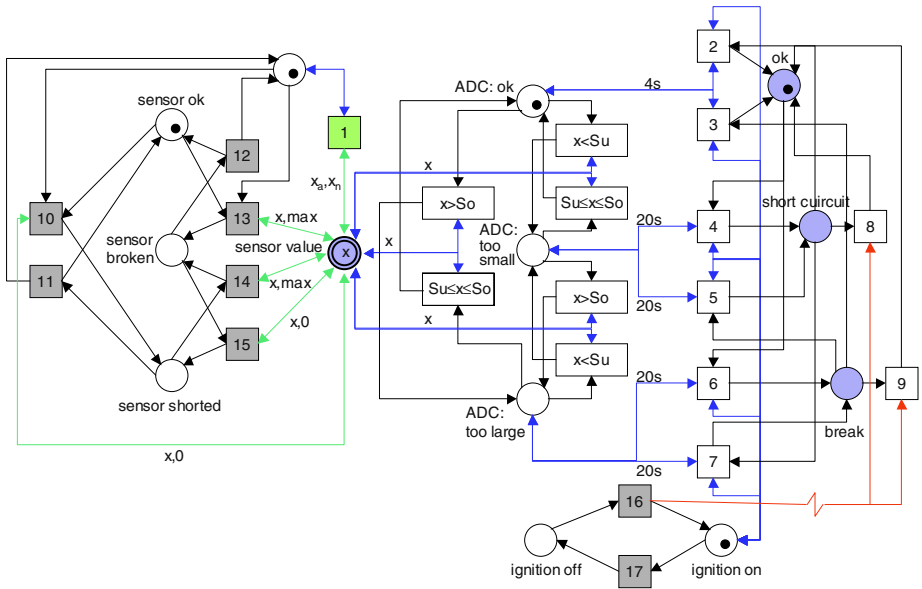 2
ok
ADC: ok
4s
sensor ok
3
1
x<Su
12
xa,xn
x
10
13
x,max
x>So
Su≤x≤So
20s
short cuircuit
4
8
sensor
broken
sensor value
x
x
ADC:
too
small
11
14
x,max
Su≤x≤So
x>So
5
20s
x,0
x
15
x<Su
20s
6
9
sensor shorted
ADC:
too large
break
x,0
7
20s
16
ignition off
17
ignition on